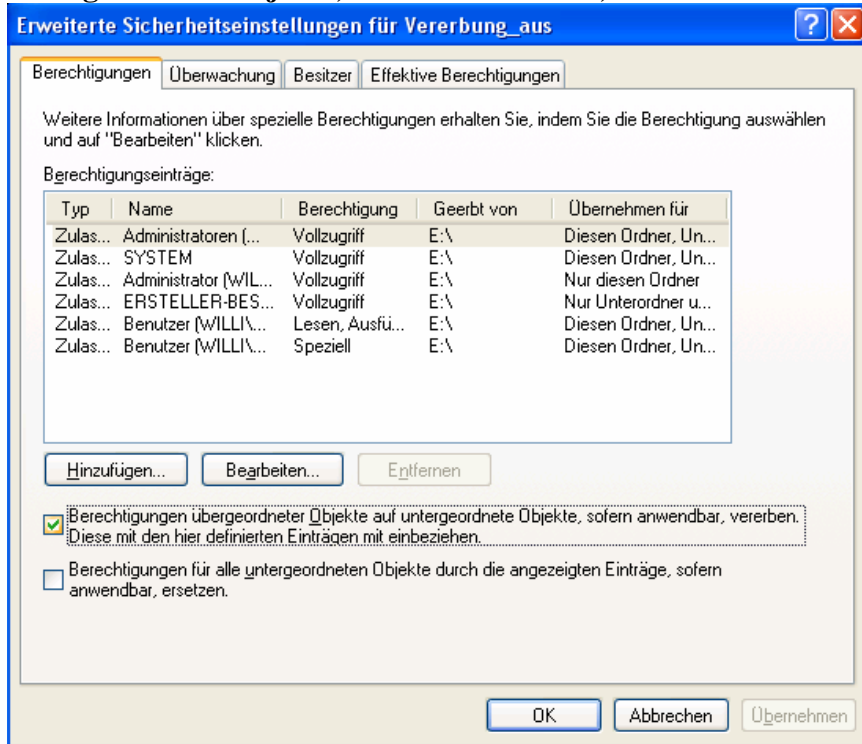 Erweiterte Sicherheitseinstellungen für Vererbung_aus
Berechtigungen Überwachung Besitzer Effektive Berechtigungen
Weitere Informationen über spezielle Berechtigungen erhalten Sie, indem Sie die Berechtigung auswählen
und auf "Bearbeiten" klicken.
Berechtigungseinträge:
Typ Name Berechtigung Geerbt von Übernehmen für
Zulas... Administratoren (... Vollzugriff E:\ Diesen Ordner, Un...
Zulas... SYSTEM Vollzugriff E:\ Diesen Ordner, Un...
Zulas... Administrator (WIL... Vollzugriff E:\ Nur diesen Ordner
Zulas... ERSTELLER-BES... Vollzugriff E:\ Nur Unterordner u...
Zulas... Benutzer (WILLI\... Lesen, Ausfü... E:\ Diesen Ordner, Un...
Zulas... Benutzer (WILLI\... Speziell E:\ Diesen Ordner, Un...
Hinzufügen... Bearbeiten... Entfernen
Berechtigungen übergeordneter Objekte auf untergeordnete Objekte, sofern anwendbar, vererben.
Diese mit den hier definierten Einträgen mit einbeziehen.
Berechtigungen für alle untergeordneten Objekte durch die angezeigten Einträge, sofern
anwendbar, ersetzen.
OK Abbrechen Übernehmen